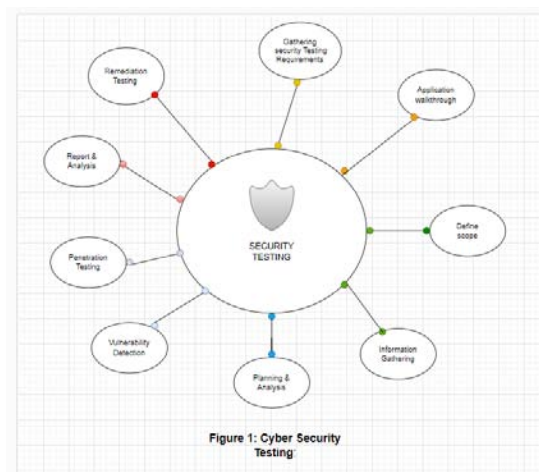 Gathering
security Testing
Requirements
Application
walkthrough
Define
scope
Information
Gathering
Planning &
Analysis
Vulnerability
Detection
Penetration
Testing
Report &
Analysis
Remediation
Testing
SECURITY
TESTING
Figure 1: Cyber Security
Testing: